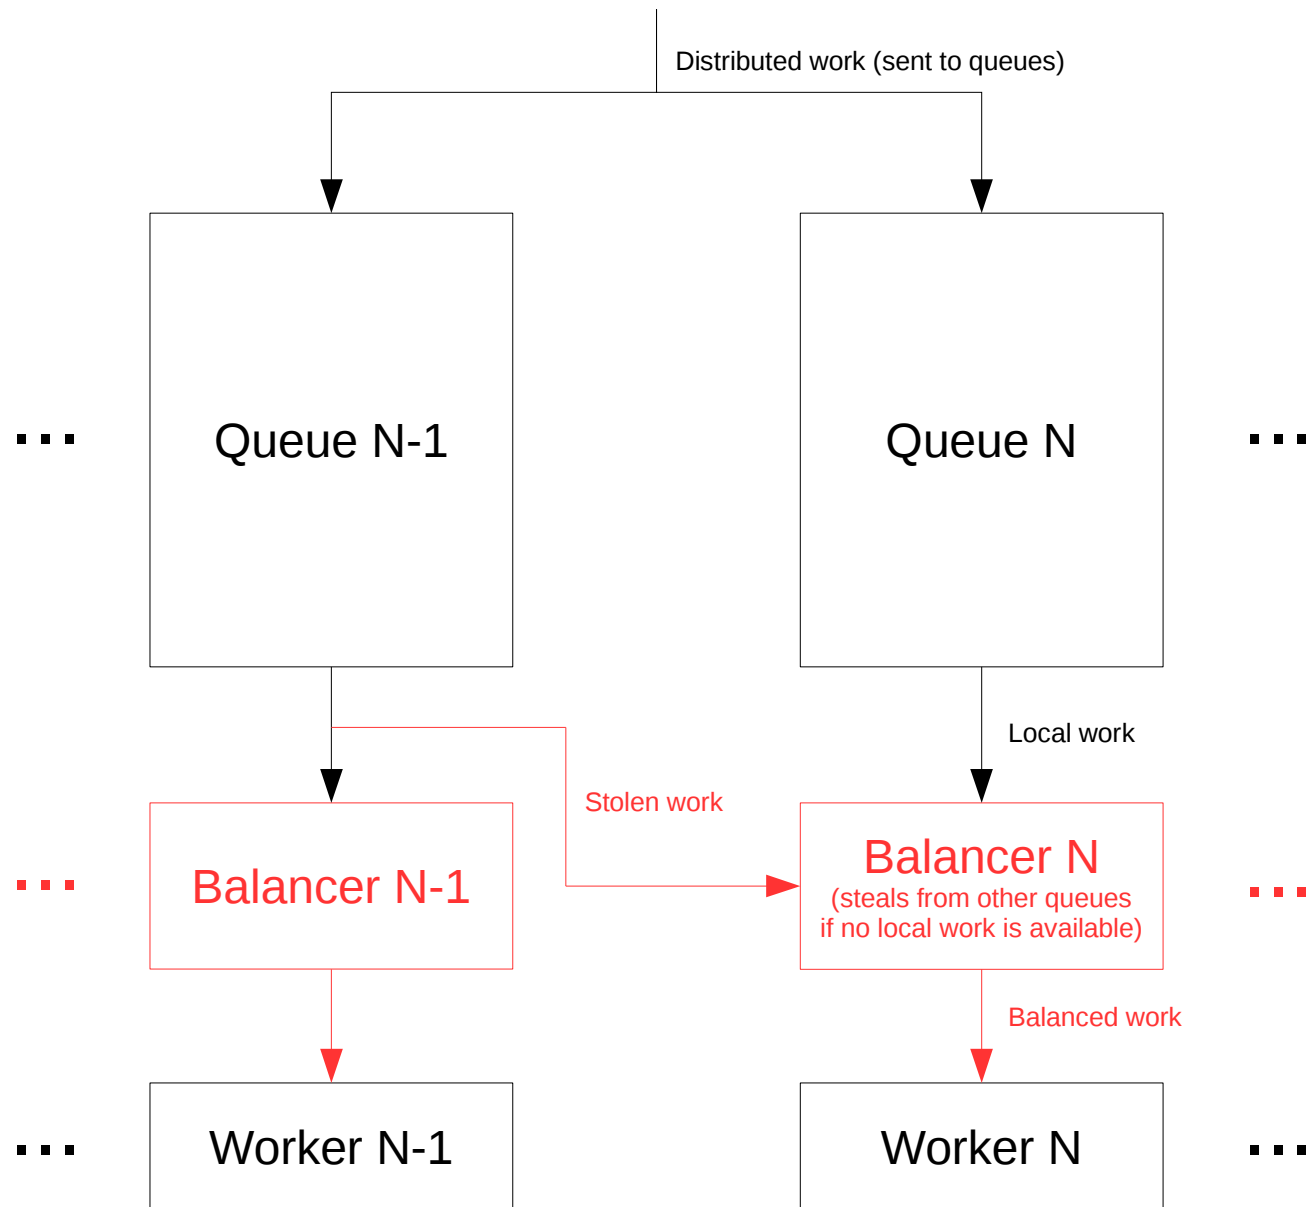 Distributed work (sent to queues)
Queue N-1
Queue N
Local work
Stolen work
Balancer N-1
Balancer N
(steals from other queues
if no local work is available)
Balanced work
Worker N-1
Worker N